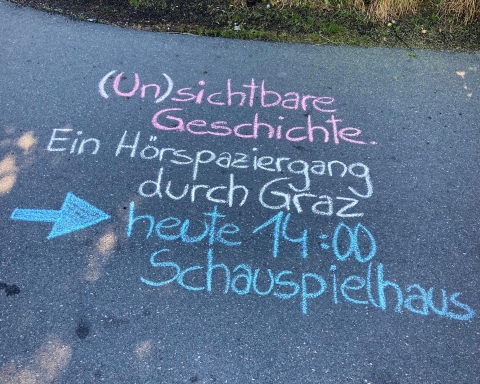 (Un)sichtbare
Geschichte.
Ein Hörspaziergang
durch Graz
heute 14:00
Schauspielhaus